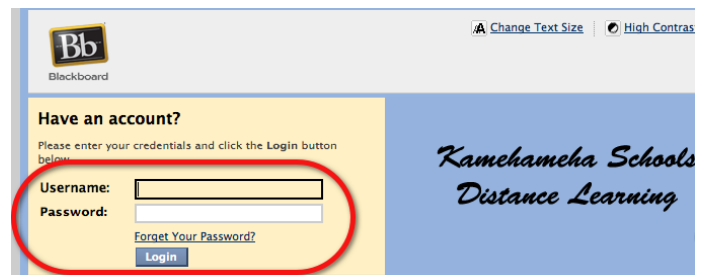 Bb
Blackboard
Change Text Size
High Contras
Have an account?
Please enter your credentials and click the Login button
below.
Username:
Password:
Forget Your Password?
Login
Kamehameha Schools
Distance Learning